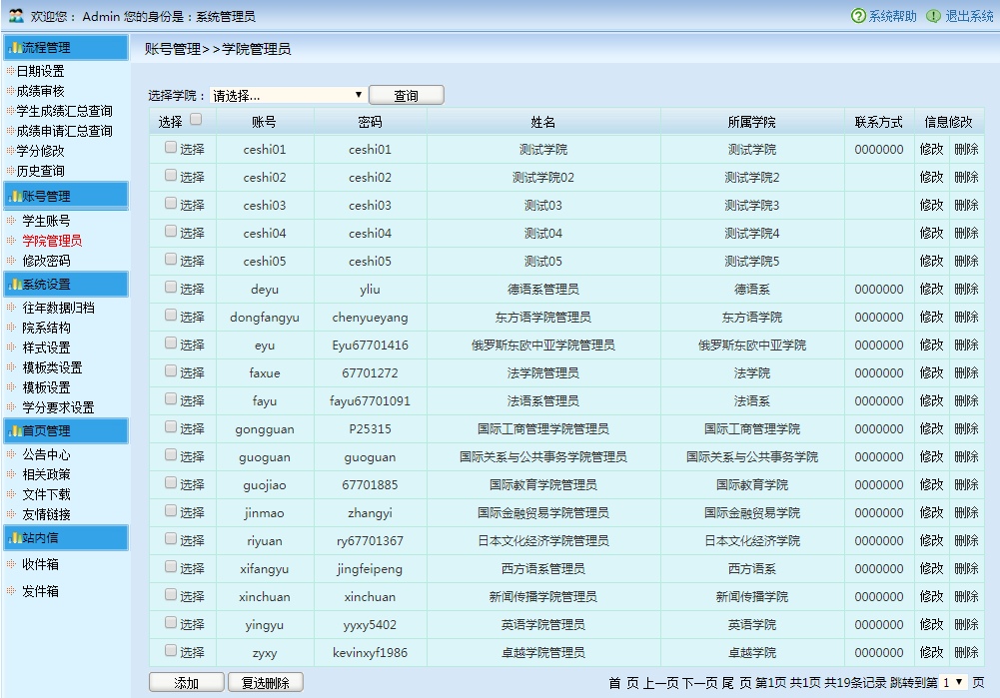 欢迎您： Admin 您的身份是：系统管理员 系统帮助 退出系统
流程管理
日期设置
成绩审核
学生成绩汇总查询
成绩申请汇总查询
学分修改
历史查询
账号管理
学生账号
学院管理员
修改密码
系统设置
往年数据归档
院系结构
样式设置
模板类设置
模板设置
学分要求设置
首页管理
公告中心
相关政策
文件下载
友情链接
站内信
收件箱
发件箱
账号管理>>学院管理员
选择学院： 请选择... 查询
选择 账号 密码 姓名 所属学院 联系方式 信息修改
选择 ceshi01 ceshi01 测试学院 测试学院 0000000 修改 删除
选择 ceshi02 ceshi02 测试学院02 测试学院2 修改 删除
选择 ceshi03 ceshi03 测试03 测试学院3 修改 删除
选择 ceshi04 ceshi04 测试04 测试学院4 修改 删除
选择 ceshi05 ceshi05 测试05 测试学院5 修改 删除
选择 deyu yliu 德语系管理员 德语系 0000000 修改 删除
选择 dongfangyu chenyueyang 东方语学院管理员 东方语学院 0000000 修改 删除
选择 eyu Eyu67701416 俄罗斯东欧中亚学院管理员 俄罗斯东欧中亚学院 0000000 修改 删除
选择 faxue 67701272 法学院管理员 法学院 0000000 修改 删除
选择 fayu fayu67701091 法语系管理员 法语系 0000000 修改 删除
选择 gongguan P25315 国际工商管理学院管理员 国际工商管理学院 0000000 修改 删除
选择 guoguan guoguan 国际关系与公共事务学院管理员 国际关系与公共事务学院 0000000 修改 删除
选择 guojiao 67701885 国际教育学院管理员 国际教育学院 0000000 修改 删除
选择 jinmao zhangyi 国际金融贸易学院管理员 国际金融贸易学院 0000000 修改 删除
选择 riyuan ry67701367 日本文化经济学院管理员 日本文化经济学院 0000000 修改 删除
选择 xifangyu jingfeipeng 西方语系管理员 西方语系 0000000 修改 删除
选择 xinchuan xinchuan 新闻传播学院管理员 新闻传播学院 0000000 修改 删除
选择 yingyu yyxy5402 英语学院管理员 英语学院 0000000 修改 删除
选择 zyxy kevinxyf1986 卓越学院管理员 卓越学院 0000000 修改 删除
添加 复选删除 首 页 上一页 下一页 尾 页 第1页 共1页 共19条记录 跳转到第 1 页